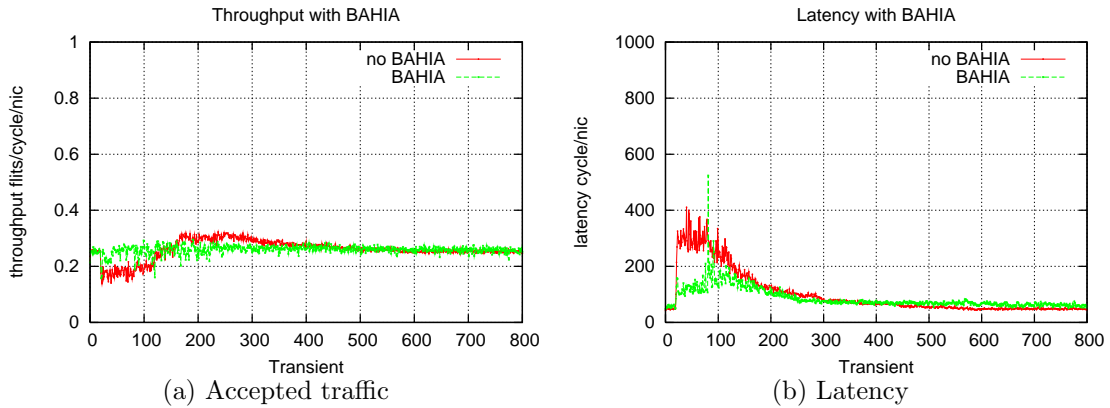 Throughput with BAHIA
throughput flits/cycle/nic
1
0.8
0.6
0.4
0.2
0
no BAHIA
BAHIA
0 100 200 300 400 500 600 700 800
Transient
(a) Accepted traffic
Latency with BAHIA
latency cycle/nic
1000
800
600
400
200
0
no BAHIA
BAHIA
0 100 200 300 400 500 600 700 800
Transient
(b) Latency